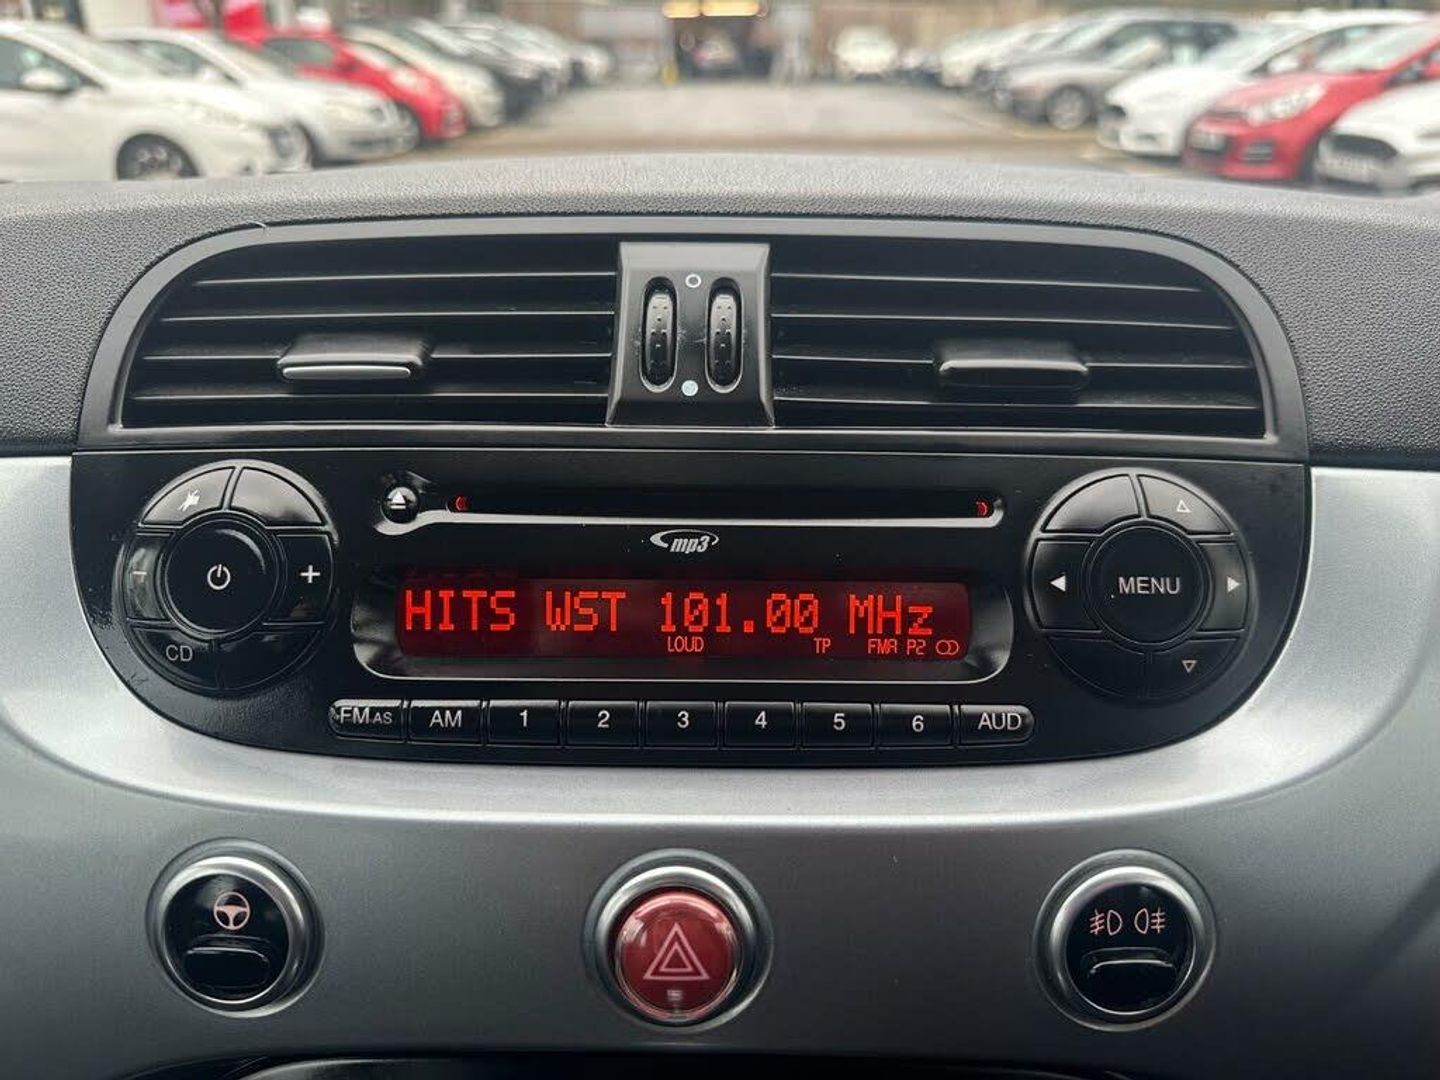 mp3
HITS WST 101.00 MHz
LOUD TP FMA P2
+
-
MENU
CD
FM AS AM 1 2 3 4 5 6 AUD